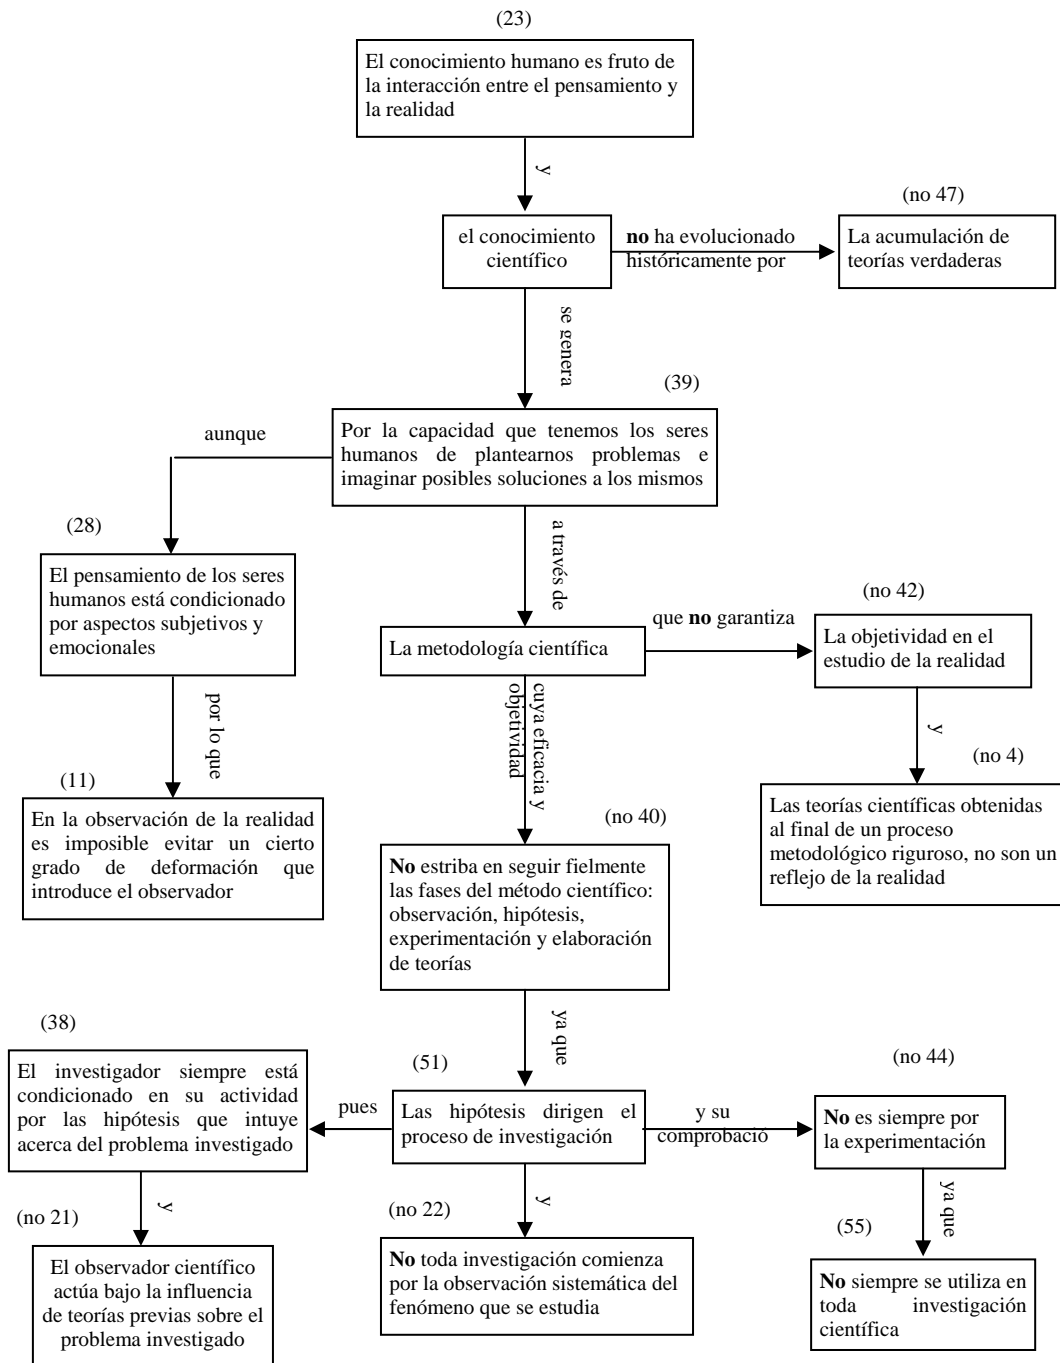 (23)
El conocimiento humano es fruto de
la interacción entre el pensamiento y
la realidad
y
(no 47)
el conocimiento
científico
no ha evolucionado
históricamente por
La acumulación de
teorías verdaderas
se genera
(39)
aunque
Por la capacidad que tenemos los seres
humanos de plantearnos problemas e
imaginar posibles soluciones a los mismos
(28)
a través de
El pensamiento de los seres
humanos está condicionado
por aspectos subjetivos y
emocionales
(no 42)
La metodología científica
que no garantiza
La objetividad en el
estudio de la realidad
por lo que
cuya eficacia y
objetividad
y
(11)
(no 4)
En la observación de la realidad
es imposible evitar un cierto
grado de deformación que
introduce el observador
Las teorías científicas obtenidas
al final de un proceso
metodológico riguroso, no son un
reflejo de la realidad
(no 40)
No estriba en seguir fielmente
las fases del método científico:
observación, hipótesis,
experimentación y elaboración
de teorías
ya que
(38)
(51)
(no 44)
El investigador siempre está
condicionado en su actividad
por las hipótesis que intuye
acerca del problema investigado
pues
Las hipótesis dirigen el
proceso de investigación
y su
comprobació
No es siempre por
la experimentación
y
y
ya que
(no 21)
(no 22)
(55)
El observador científico
actúa bajo la influencia
de teorías previas sobre el
problema investigado
No toda investigación comienza
por la observación sistemática del
fenómeno que se estudia
No siempre se utiliza en
toda investigación
científica